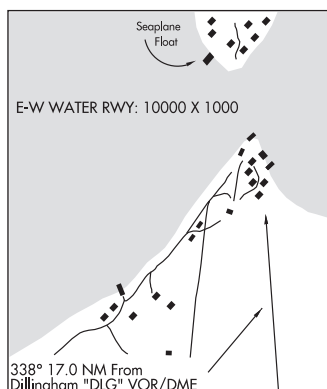 Seaplane
Float
E-W WATER RWY: 10000 X 1000
338° 17.0 NM From
Dillingham "DLG" VOR/DME